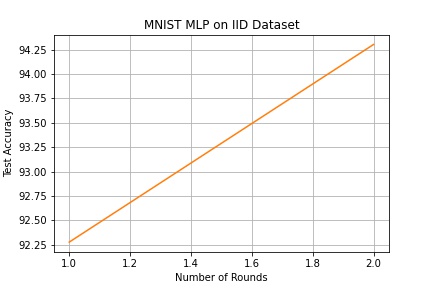 MNIST MLP on IID Dataset
Test Accuracy
94.25
94.00
93.75
93.50
93.25
93.00
92.75
92.50
92.25
1.0 1.2 1.4 1.6 1.8 2.0
Number of Rounds